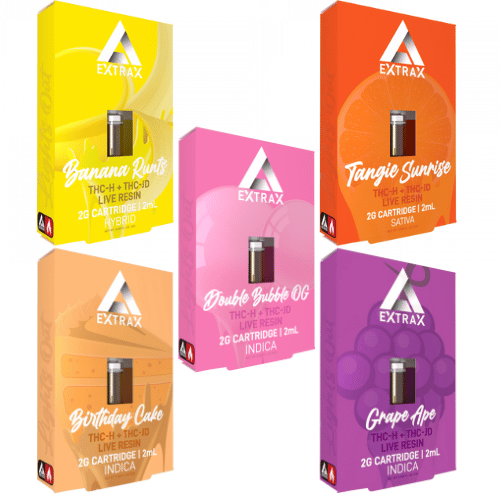 EXTRAX
Banana Runts
THC-H + THC-JD
LIVE RESIN
2G CARTRIDGE | 2mL
HYBRID
EXTRAX
Tangie Sunrise
THC-H + THC-JD
LIVE RESIN
2G CARTRIDGE | 2mL
SATIVA
EXTRAX
Double Bubble OG
THC-H + THC-JD
LIVE RESIN
2G CARTRIDGE | 2mL
INDICA
EXTRAX
Birthday Cake
THC-H + THC-JD
LIVE RESIN
2G CARTRIDGE | 2mL
INDICA
EXTRAX
Grape Ape
THC-H + THC-JD
LIVE RESIN
2G CARTRIDGE | 2mL
INDICA